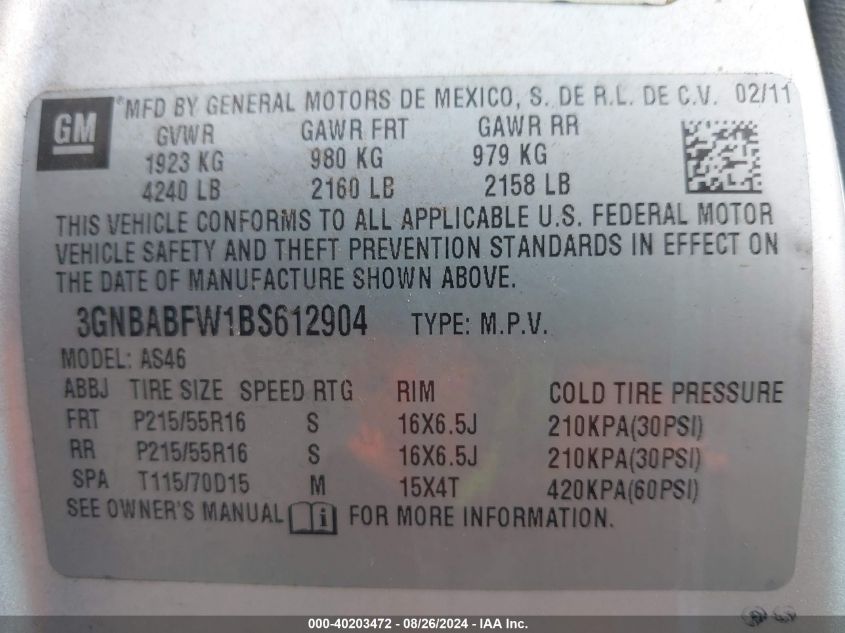 GM
®MFD BY GENERAL MOTORS DE MEXICO, S. DE R.L. DE C.V. 02/11
GVWR GAWR FRT GAWR RR
1923 KG 980 KG 979 KG
4240 LB 2160 LB 2158 LB
THIS VEHICLE CONFORMS TO ALL APPLICABLE U.S. FEDERAL MOTOR
VEHICLE SAFETY AND THEFT PREVENTION STANDARDS IN EFFECT ON
THE DATE OF MANUFACTURE SHOWN ABOVE.
3GNBABFW1BS612904 TYPE: M.P.V.
MODEL: AS46
ABBJ TIRE SIZE SPEED RTG RIM COLD TIRE PRESSURE
FRT P215/55R16 S 16X6.5J 210KPA(30PSI)
RR P215/55R16 S 16X6.5J 210KPA(30PSI)
SPA T115/70D15 M 15X4T 420KPA(60PSI)
SEE OWNER'S MANUAL i FOR MORE INFORMATION.
000-40203472 - 08/26/2024 - IAA Inc.